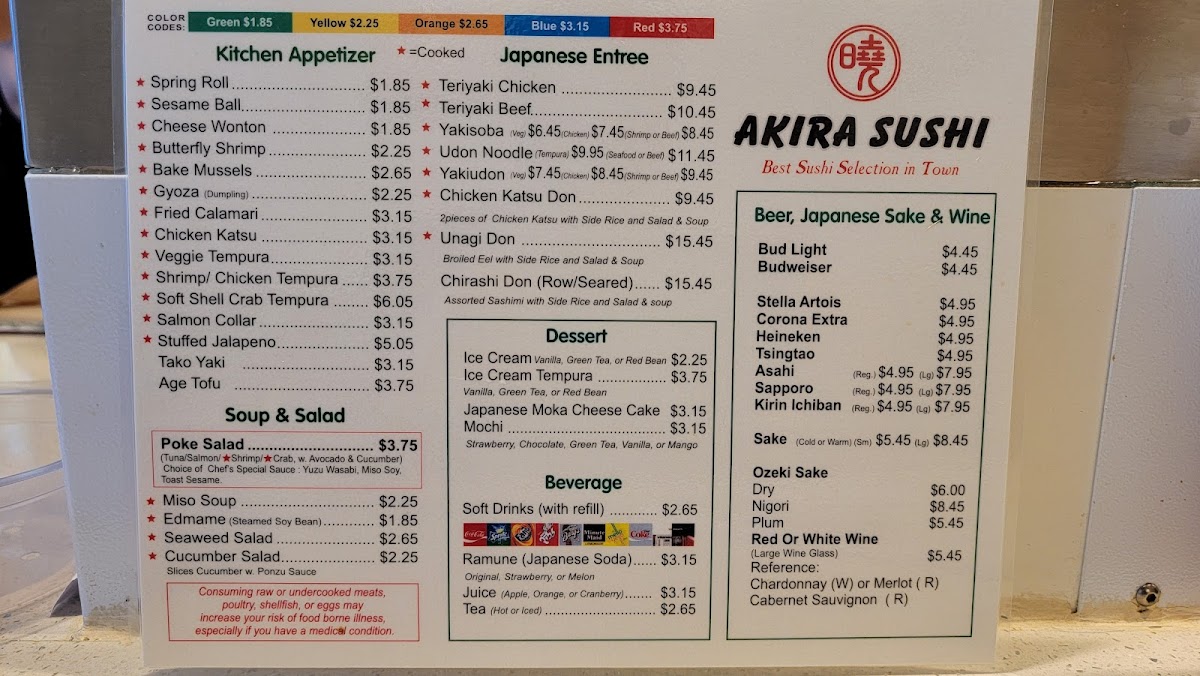 COLOR CODES: Green $1.85 Yellow $2.25 Orange $2.65 Blue $3.15 Red $3.75
Kitchen Appetizer
★=Cooked
★ Spring Roll $1.85
★ Sesame Ball $1.85
★ Cheese Wonton $1.85
★ Butterfly Shrimp $2.25
★ Bake Mussels $2.65
★ Gyoza (Dumpling) $2.25
★ Fried Calamari $3.15
★ Chicken Katsu $3.15
★ Veggie Tempura $3.15
★ Shrimp/ Chicken Tempura $3.75
★ Soft Shell Crab Tempura $6.05
★ Salmon Collar $3.15
★ Stuffed Jalapeno $5.05
Tako Yaki $3.15
Age Tofu $3.75
Soup & Salad
Poke Salad $3.75
(Tuna/Salmon/★Shrimp/★Crab, w. Avocado & Cucumber)
Choice of Chef's Special Sauce : Yuzu Wasabi, Miso Soy,
Toast Sesame.
★ Miso Soup $2.25
★ Edmame (Steamed Soy Bean) $1.85
★ Seaweed Salad $2.65
★ Cucumber Salad $2.25
Slices Cucumber w. Ponzu Sauce
Consuming raw or undercooked meats,
poultry, shellfish, or eggs may
increase your risk of food borne illness,
especially if you have a medical condition.
Japanese Entree
★ Teriyaki Chicken $9.45
★ Teriyaki Beef $10.45
★ Yakisoba (Veg) $6.45 (Chicken) $7.45 (Shrimp or Beef) $8.45
★ Udon Noodle (Tempura) $9.95 (Seafood or Beef) $11.45
★ Yakiudon (Veg) $7.45 (Chicken) $8.45 (Shrimp or Beef) $9.45
★ Chicken Katsu Don $9.45
2pieces of Chicken Katsu with Side Rice and Salad & Soup
★ Unagi Don $15.45
Broiled Eel with Side Rice and Salad & Soup
Chirashi Don (Row/Seared) $15.45
Assorted Sashimi with Side Rice and Salad & soup
Dessert
Ice Cream Vanilla, Green Tea, or Red Bean $2.25
Ice Cream Tempura $3.75
Vanilla, Green Tea, or Red Bean
Japanese Moka Cheese Cake $3.15
Mochi $3.15
Strawberry, Chocolate, Green Tea, Vanilla, or Mango
Beverage
Soft Drinks (with refill) $2.65
Coca-Cola Sprite Minute Maid Coke
Ramune (Japanese Soda) $3.15
Original, Strawberry, or Melon
Juice (Apple, Orange, or Cranberry) $3.15
Tea (Hot or Iced) $2.65
曉
AKIRA SUSHI
Best Sushi Selection in Town
Beer, Japanese Sake & Wine
Bud Light $4.45
Budweiser $4.45
Stella Artois $4.95
Corona Extra $4.95
Heineken $4.95
Tsingtao $4.95
Asahi (Reg.) $4.95 (Lg) $7.95
Sapporo (Reg.) $4.95 (Lg) $7.95
Kirin Ichiban (Reg.) $4.95 (Lg) $7.95
Sake (Cold or Warm) (Sm) $5.45 (Lg) $8.45
Ozeki Sake
Dry $6.00
Nigori $8.45
Plum $5.45
Red Or White Wine
(Large Wine Glass) $5.45
Reference:
Chardonnay (W) or Merlot ( R)
Cabernet Sauvignon ( R)